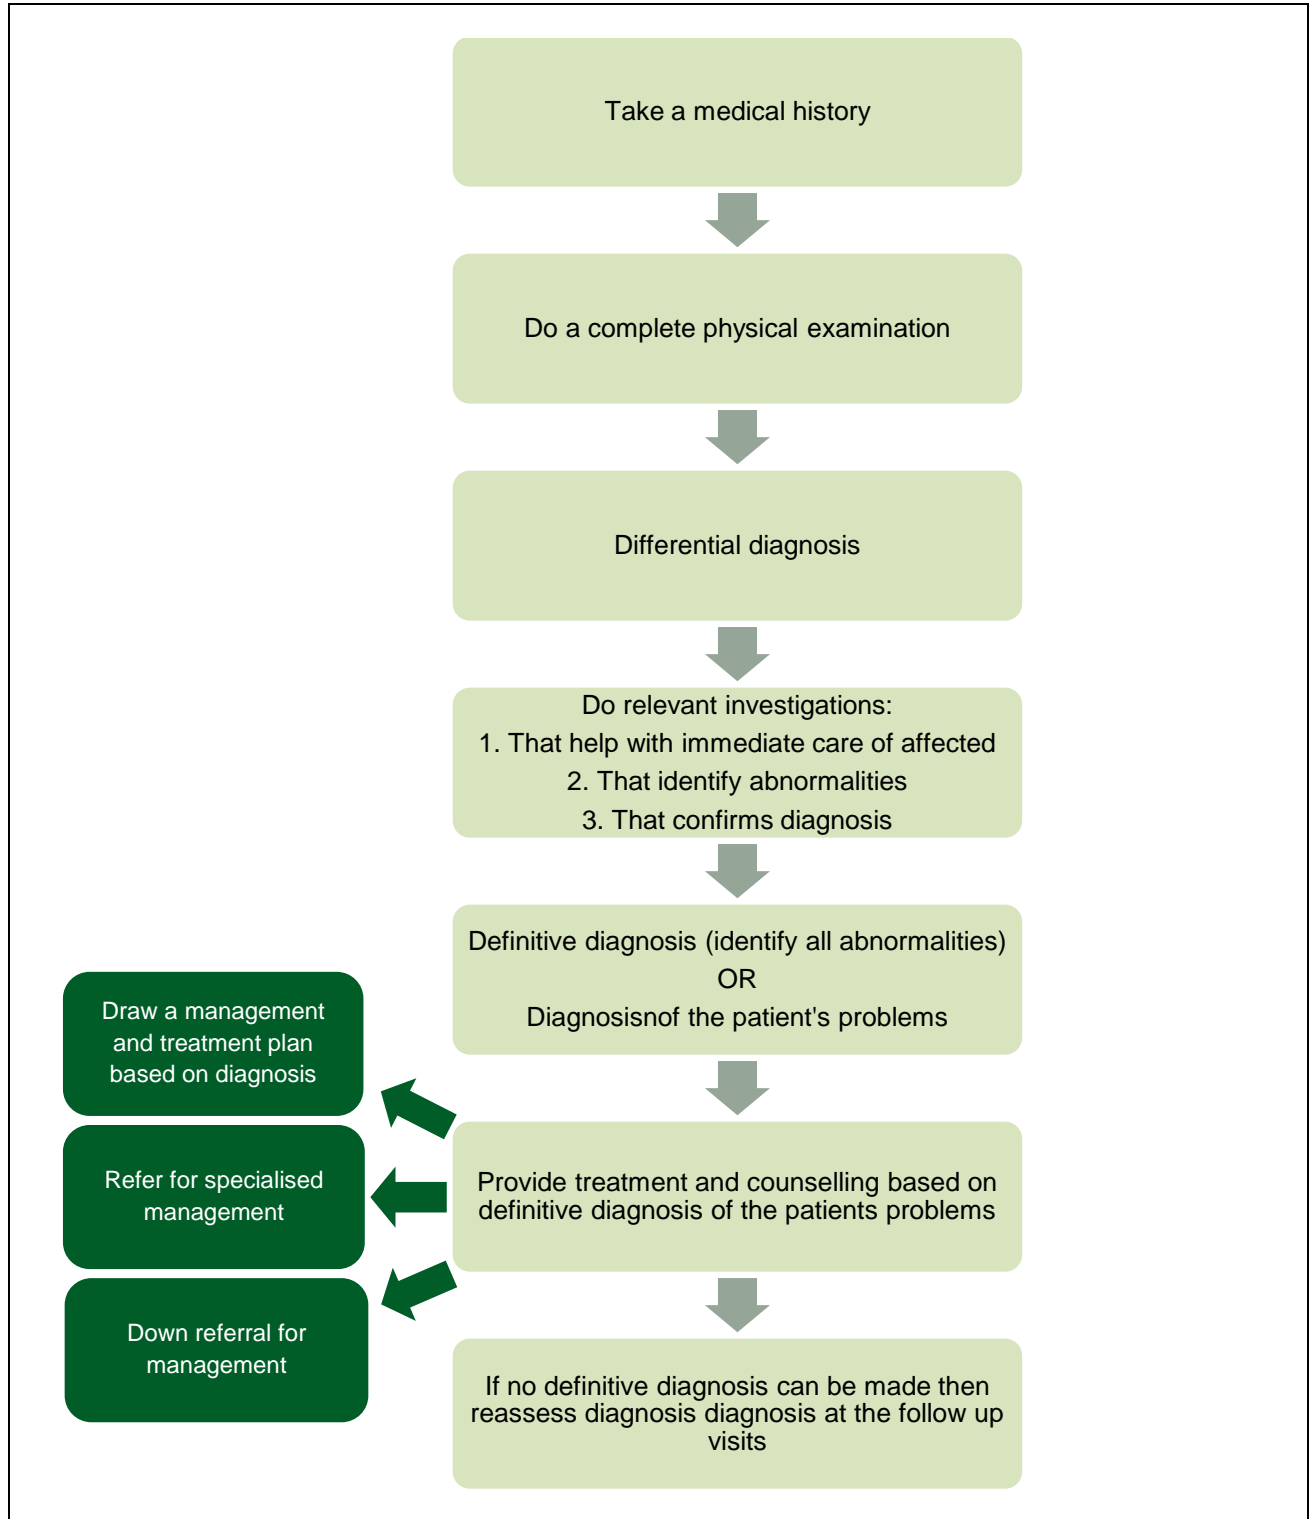 Take a medical history
Do a complete physical examination
Differential diagnosis
Do relevant investigations:
1. That help with immediate care of affected
2. That identify abnormalities
3. That confirms diagnosis
Definitive diagnosis (identify all abnormalities)
OR
Diagnosisnof the patient's problems
Draw a management
and treatment plan
based on diagnosis
Refer for specialised
management
Down referral for
management
Provide treatment and counselling based on
definitive diagnosis of the patients problems
If no definitive diagnosis can be made then
reassess diagnosis diagnosis at the follow up
visits